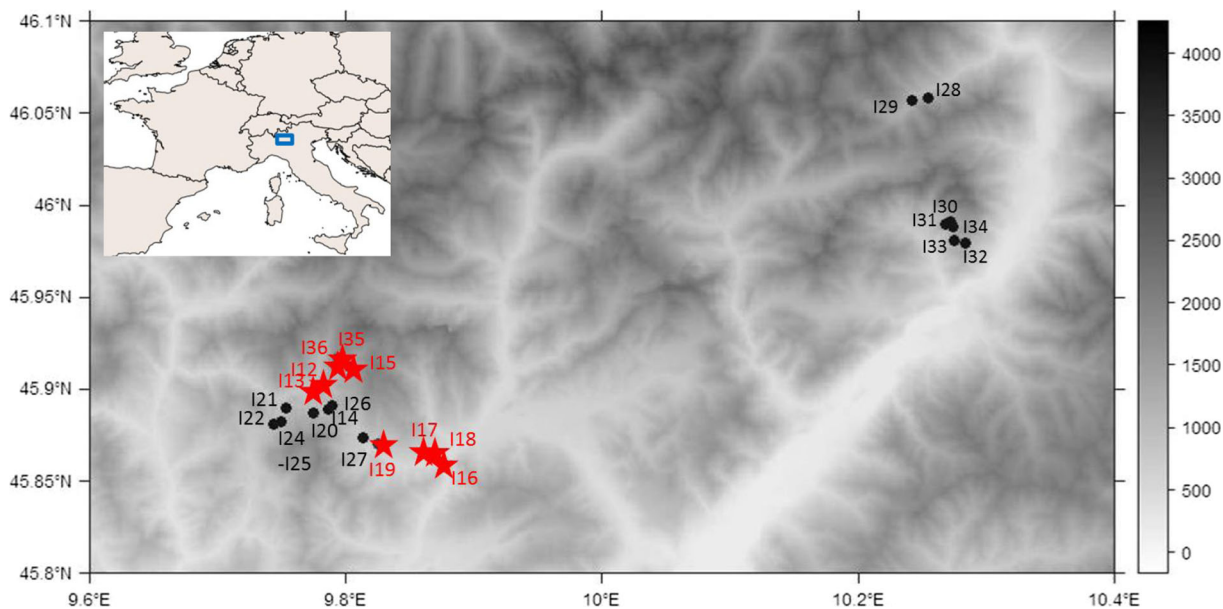 46.1°N
46.05°N
46°N
45.95°N
45.9°N
45.85°N
45.8°N
9.6°E
9.8°E
10°E
10.2°E
10.4°E
4000
3500
3000
2500
2000
1500
1000
500
0
I29
I28
I30
I31
I34
I33
I32
I35
I36
I15
I12
I13
I21
I26
I22
I14
I20
I24
I17
I18
I27
I19
-I25
I16